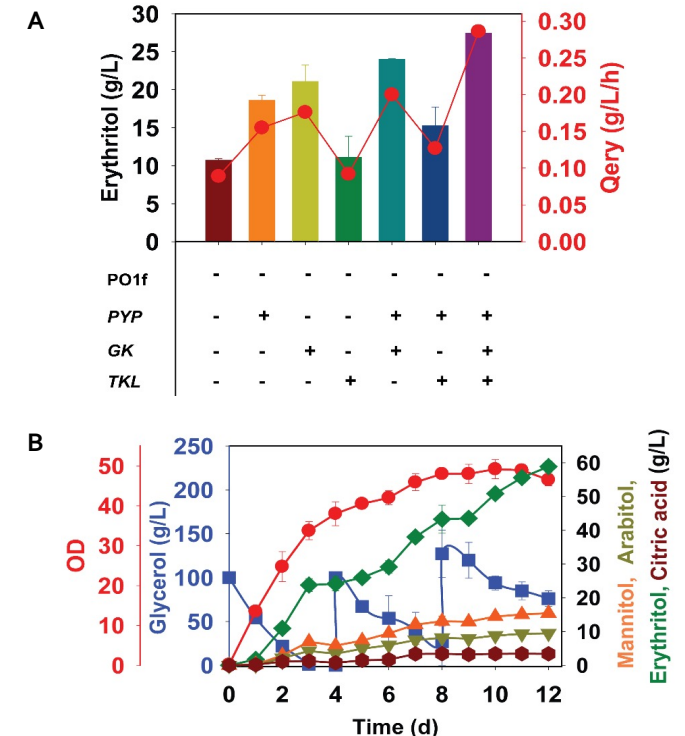 A
Erythritol (g/L)
30
25
20
15
10
5
0
0.30
0.25
0.20
0.15
0.10
0.05
0.00
Qery (g/L/h)
PO1f - - - - - - -
PYP - + - - + + +
GK - - + - + - +
TKL - - - + - + +
B
OD
50
40
30
20
10
0
Glycerol (g/L)
250
200
150
100
50
0
60
50
40
30
20
10
0
Mannitol, Arabitol,
Erythritol, Citric acid (g/L)
0 2 4 6 8 10 12
Time (d)